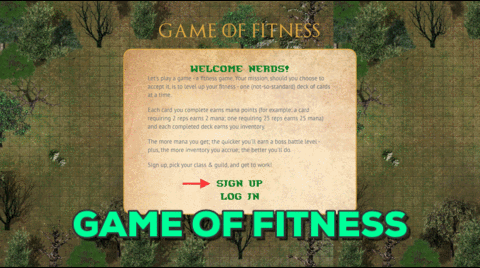 GAME OF FITNESS
WELCOME NERDS!
Let's play a game - a fitness game. Your mission, should you choose to
accept it, is to level up your fitness - one (not-so-standard) deck of cards
at a time.
Each card you complete earns mana points (for example: a card
requiring 2 reps earns 2 mana; one requiring 25 reps earns 25 mana)
and each completed deck earns you inventory.
The more mana you get, the quicker you'll earn a boss battle level -
plus, the more inventory you accrue, the better you'll do.
Sign up, pick your class & guild, and get to work!
SIGN UP
LOG IN
GAME OF FITNESS